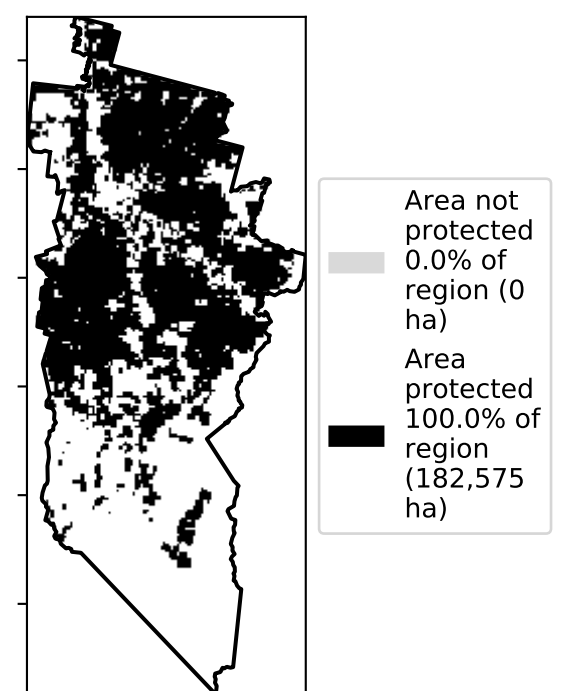 Area not
protected
0.0% of
region (0
ha)
Area
protected
100.0% of
region
(182,575
ha)